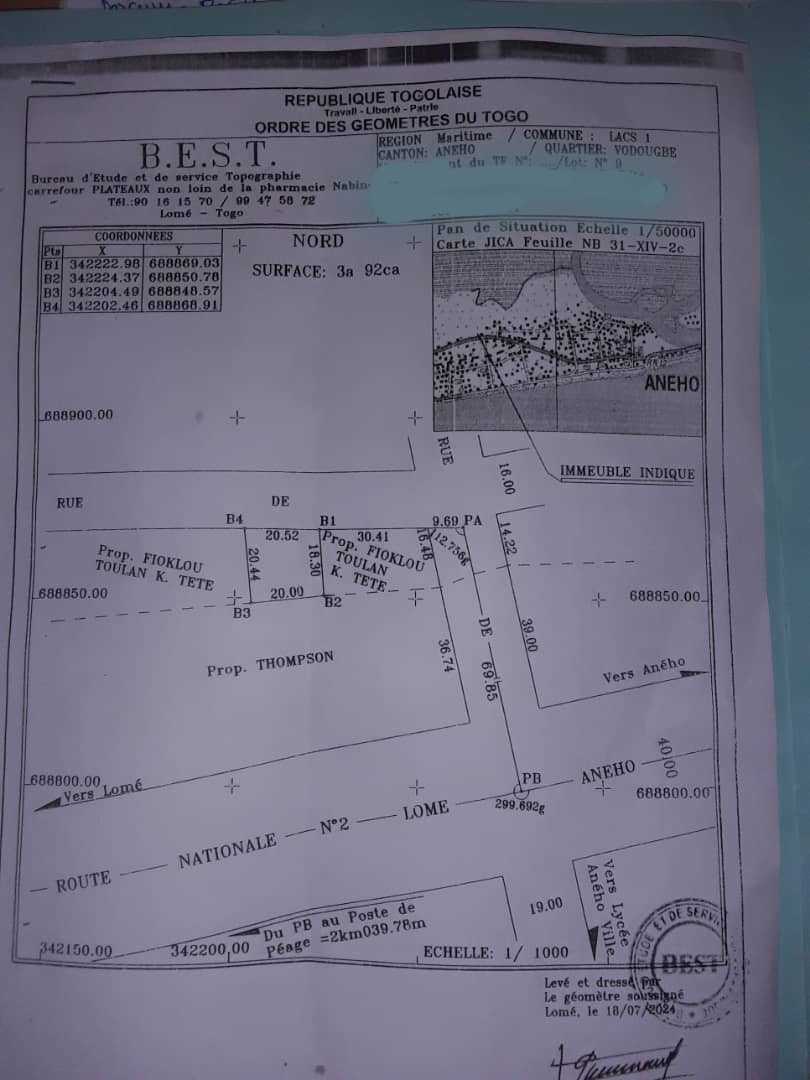 REPUBLIQUE TOGOLAISE
Travail - Liberté - Patrie
ORDRE DES GEOMETRES DU TOGO
B.E.S.T.
Bureau d'Etude et de service Topographie
carrefour PLATEAUX non loin de la pharmacie
Tél.:90 16 15 70 / 99 47 58 72
Lomé - Togo
REGION Maritime / COMMUNE : LACS 1
CANTON: ANEHO / QUARTIER: VODOUGBE
du TF N°: .../Lot: N°
COORDONNEES
Pts X Y
B1 342222.98 688869.03
B2 342224.37 688850.78
B3 342204.49 688848.57
B4 342202.46 688868.91
NORD
SURFACE: 3a 92ca
Pan de Situation Echelle 1/50000
Carte JICA Feuille NB 31-XIV-2c
ANEHO
688900.00
RUE
16.00
IMMEUBLE INDIQUE
RUE DE
B4
B1
9.69 PA
20.52
30.41
16.48
12.756g
14.22
Prop. FIOKLOU
TOULAN K. TETE
20.44
18.30
Prop. FIOKLOU
TOULAN
K. TETE
688850.00
20.00
B3
B2
688850.00
DE
39.00
36.74
69.85
Prop. THOMPSON
Vers Aného
688800.00
Vers Lomé
PB
299.692g
40.00
688800.00
ROUTE NATIONALE N°2 LOME ANEHO
Du PB au Poste de
Péage =2km039.78m
19.00
Vers Lycée
Aného Ville
342150.00
342200,00
ECHELLE: 1/ 1000
BEST
Levé et dressé par
Le géomètre soussigné
Lomé, le 18/07/2024